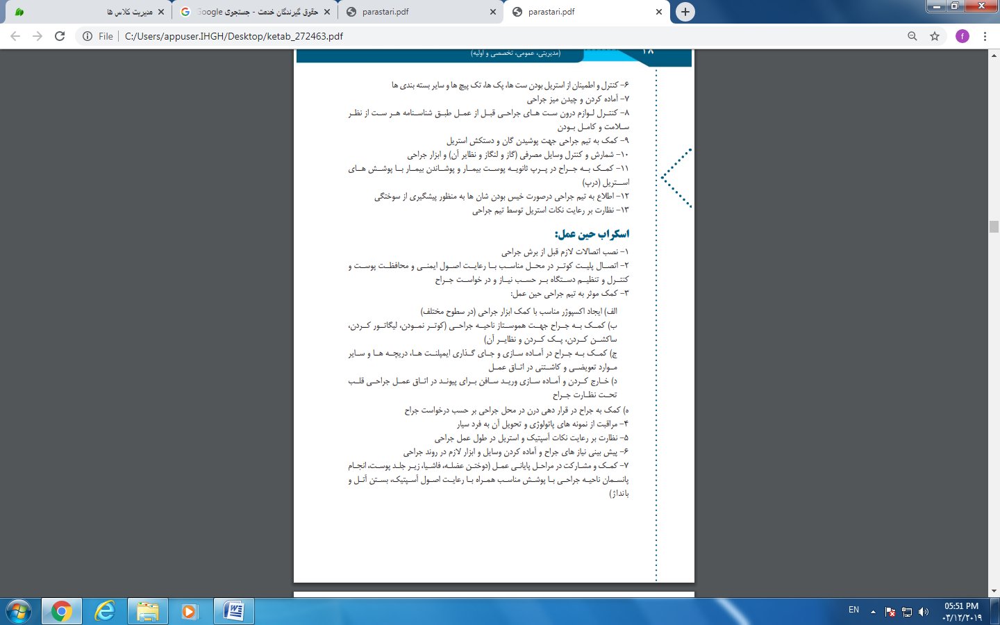 مدیریت کلاس ها
حقوق گیرندگان خدمت - جستجوی Google
parastari.pdf
parastari.pdf
File
C:/Users/appuser.IHGH/Desktop/ketab_272463.pdf
f
(مدیریتی، عمومی، تخصصی و اولیه)
۱۸
۶- کنترل و اطمینان از استریل بودن ست ها، پک ها، تک پیچ ها و سایر بسته بندی ها
۷- آماده کردن و چیدن میز جراحی
۸- کنترل لوازم درون ست های جراحی قبل از عمل طبق شناسنامه هر ست از نظر
سلامت و کامل بودن
۹- کمک به تیم جراحی جهت پوشیدن گان و دستکش استریل
۱۰- شمارش و کنترل وسایل مصرفی (گاز و لنگاز و نظایر آن) و ابزار جراحی
۱۱- کمک به جراح در پرپ ثانویه پوست بیمار و پوشاندن بیمار با پوشش های
استریل (درپ)
۱۲- اطلاع به تیم جراحی درصورت خیس بودن شان ها به منظور پیشگیری از سوختگی
۱۳- نظارت بر رعایت نکات استریل توسط تیم جراحی
اسکراب حین عمل:
۱- نصب اتصالات لازم قبل از برش جراحی
۲- اتصال پلیت کوتر در محل مناسب با رعایت اصول ایمنی و محافظت پوست و
کنترل و تنظیم دستگاه بر حسب نیاز و در خواست جراح
۳- کمک موثر به تیم جراحی حین عمل:
الف) ایجاد اکسپوژر مناسب با کمک ابزار جراحی (در سطوح مختلف)
ب) کمک به جراح جهت هموستاز ناحیه جراحی (کوتر نمودن، لیگاتور کردن،
ساکشن کردن، پک کردن و نظایر آن)
ج) کمک به جراح در آماده سازی و جای گذاری ایمپلنت ها، دریچه ها و سایر
موارد تعویضی و کاشتنی در اتاق عمل
د) خارج کردن و آماده سازی ورید سافن برای پیوند در اتاق عمل جراحی قلب
تحت نظارت جراح
ه) کمک به جراح در قرار دهی درن در محل جراحی بر حسب درخواست جراح
۴- مراقبت از نمونه های پاتولوژی و تحویل آن به فرد سیار
۵- نظارت بر رعایت نکات آسپتیک و استریل در طول عمل جراحی
۶- پیش بینی نیاز های جراح و آماده کردن وسایل و ابزار لازم در روند جراحی
۷- کمک و مشارکت در مراحل پایانی عمل (دوختن عضله، فاشیا، زیر جلد پوست، انجام
پانسمان ناحیه جراحی با پوشش مناسب همراه با رعایت اصول آسپتیک، بستن آتل و
بانداژ)
EN
05:51 PM
۰۳/۱۲/۲۰۱۹